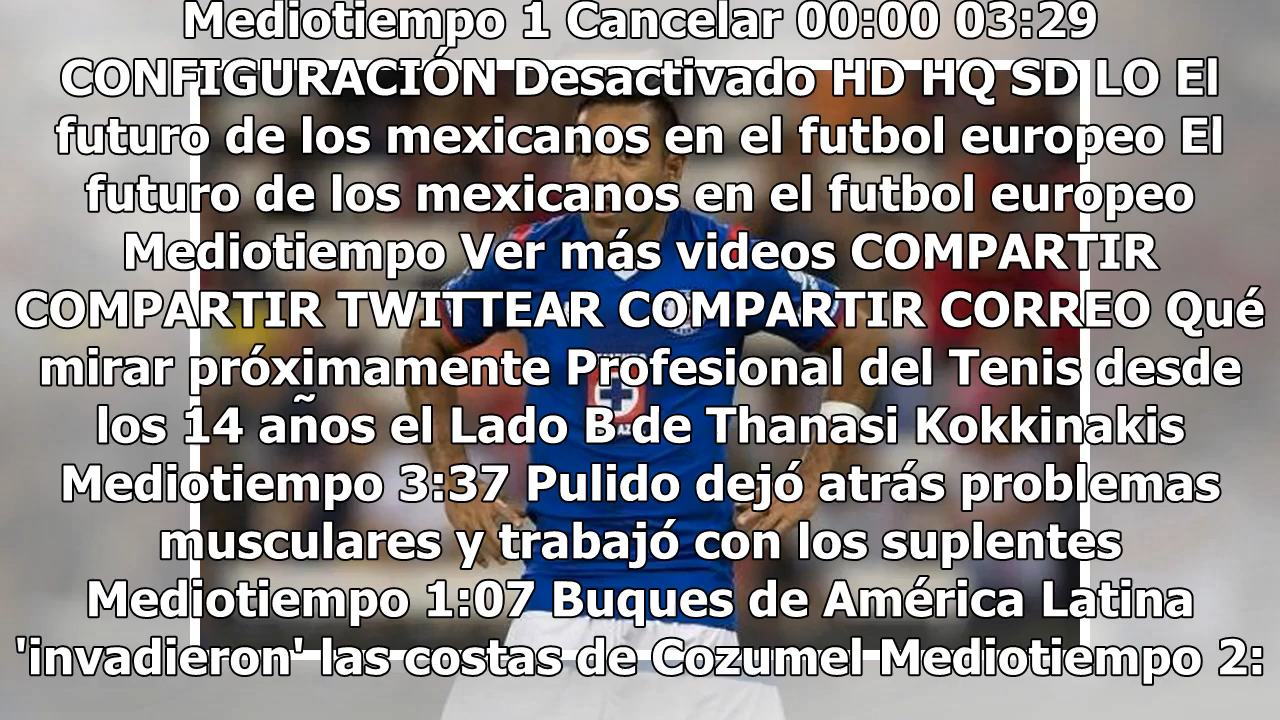 Mediotiempo 1 Cancelar 00:00 03:29
CONFIGURACIÓN Desactivado HD HQ SD LO El
futuro de los mexicanos en el futbol europeo El
futuro de los mexicanos en el futbol europeo
Mediotiempo Ver más videos COMPARTIR
COMPARTIR TWITTEAR COMPARTIR CORREO Qué
mirar próximamente Profesional del Tenis desde
los 14 años el Lado B de Thanasi Kokkinakis
Mediotiempo 3:37 Pulido dejó atrás problemas
musculares y trabajó con los suplentes
Mediotiempo 1:07 Buques de América Latina
'invadieron' las costas de Cozumel Mediotiempo 2: